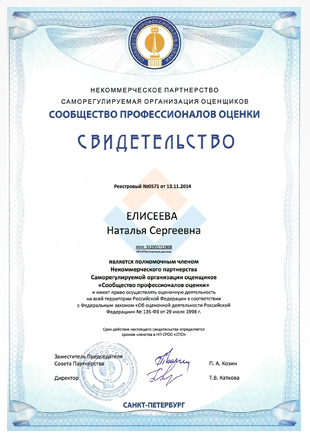 НЕКОММЕРЧЕСКОЕ ПАРТНЕРСТВО
САМОРЕГУЛИРУЕМАЯ ОРГАНИЗАЦИЯ ОЦЕНЩИКОВ
СООБЩЕСТВО ПРОФЕССИОНАЛОВ ОЦЕНКИ
СВИДЕТЕЛЬСТВО
Реестровый №0571 от 13.11.2014
ЕЛИСЕЕВА
Наталья Сергеевна
является полномочным членом
Некоммерческого партнерства
Саморегулируемой организации оценщиков
«Сообщество профессионалов оценки»
и имеет право осуществлять оценочную деятельность
на всей территории Российской Федерации в соответствии
с Федеральным законом «Об оценочной деятельности Российской
Федерации» № 135-ФЗ от 29 июля 1998 г.
Срок действия настоящего свидетельства определяется
сроком членства в НП СРОО «СПО»
Заместитель Председателя
Совета Партнерства
П. А. Козин
Директор
Т.В. Каткова
САНКТ-ПЕТЕРБУРГ